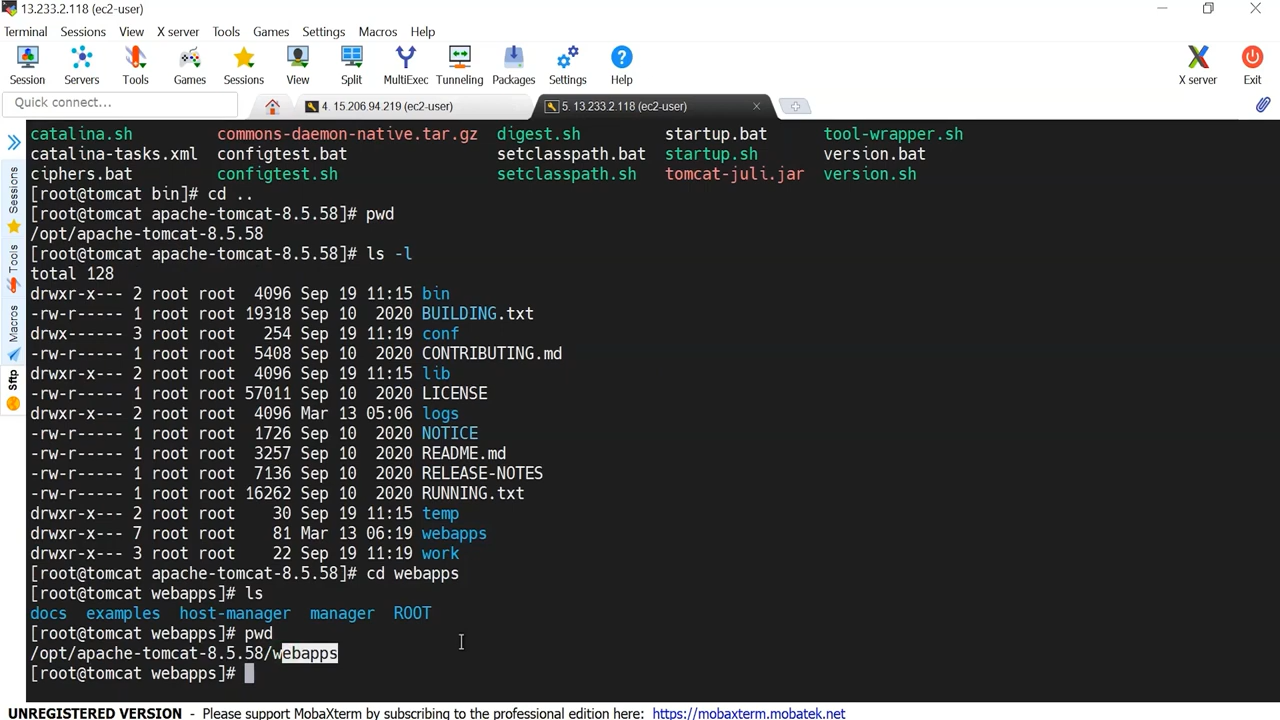 13.233.2.118 (ec2-user)
Terminal Sessions View X server Tools Games Settings Macros Help
Session Servers Tools Games Sessions View Split MultiExec Tunneling Packages Settings Help X server Exit
Quick connect...
4. 15.206.94.219 (ec2-user)
5. 13 233.2.118 (ec2-user)
Sessions
Tools
Macros
Sftp
catalina.sh commons-daemon-native.tar.gz digest.sh startup.bat tool-wrapper.sh
catalina-tasks.xml configtest.bat setclasspath.bat startup.sh version.bat
ciphers.bat configtest.sh setclasspath.sh tomcat-juli.jar version.sh
[root@tomcat bin]# cd ..
[root@tomcat apache-tomcat-8.5.58]# pwd
/opt/apache-tomcat-8.5.58
[root@tomcat apache-tomcat-8.5.58]# ls -l
total 128
drwxr-x--- 2 root root 4096 Sep 19 11:15 bin
-rw-r----- 1 root root 19318 Sep 10 2020 BUILDING.txt
drwx------ 3 root root 254 Sep 19 11:19 conf
-rw-r----- 1 root root 5408 Sep 10 2020 CONTRIBUTING.md
drwxr-x--- 2 root root 4096 Sep 19 11:15 lib
-rw-r----- 1 root root 57011 Sep 10 2020 LICENSE
drwxr-x--- 2 root root 4096 Mar 13 05:06 logs
-rw-r----- 1 root root 1726 Sep 10 2020 NOTICE
-rw-r----- 1 root root 3257 Sep 10 2020 README.md
-rw-r----- 1 root root 7136 Sep 10 2020 RELEASE-NOTES
-rw-r----- 1 root root 16262 Sep 10 2020 RUNNING.txt
drwxr-x--- 2 root root 30 Sep 19 11:15 temp
drwxr-x--- 7 root root 81 Mar 13 06:19 webapps
drwxr-x--- 3 root root 22 Sep 19 11:19 work
[root@tomcat apache-tomcat-8.5.58]# cd webapps
[root@tomcat webapps]# ls
docs examples host-manager manager ROOT
[root@tomcat webapps]# pwd
/opt/apache-tomcat-8.5.58/webapps
[root@tomcat webapps]#
UNREGISTERED VERSION - Please support MobaXterm by subscribing to the professional edition here: https://mobaxterm.mobatek.net